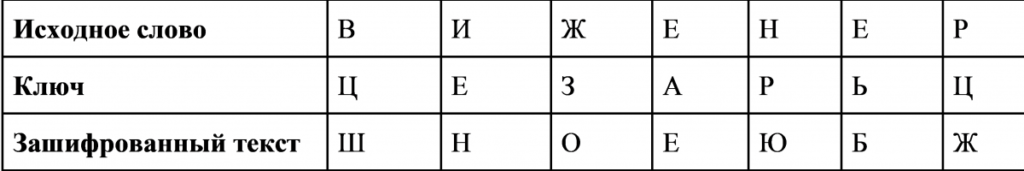 Исходное слово В И Ж Е Н Е Р
Ключ Ц Е З А Р Ь Ц
Зашифрованный текст Ш Н О Е Ю Б Ж